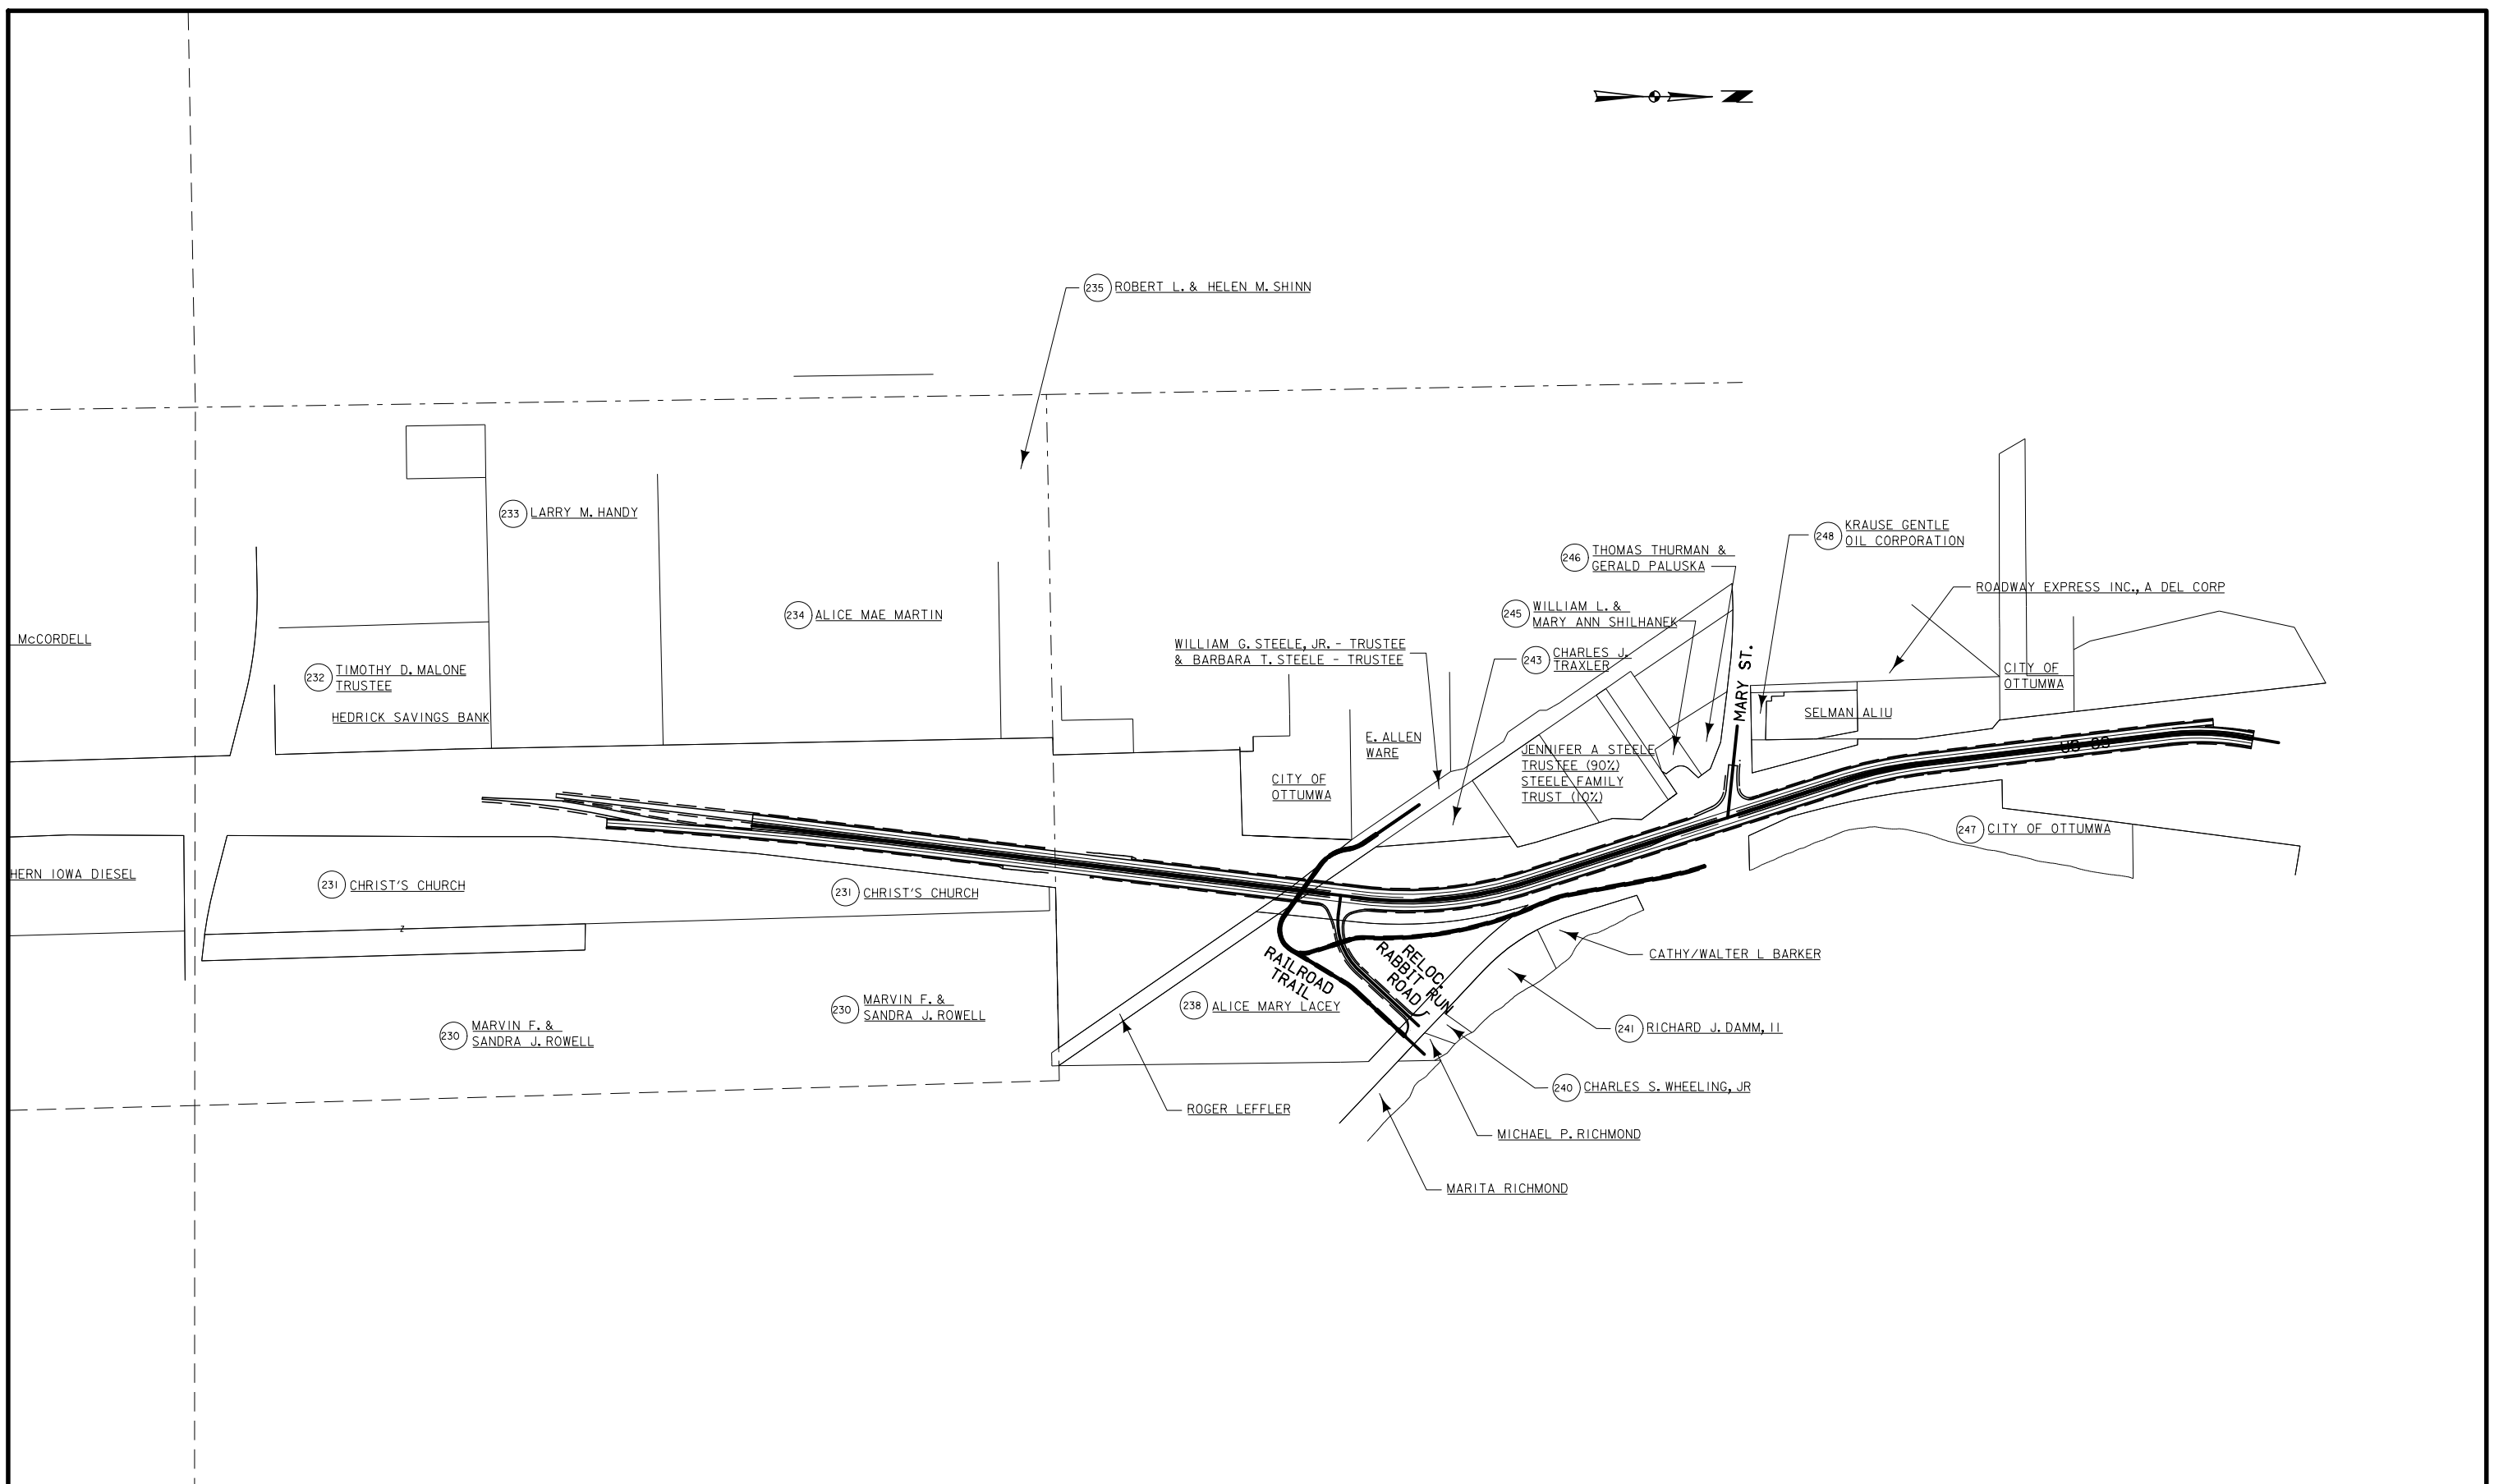 N
235 ROBERT L. & HELEN M. SHINN
233 LARRY M. HANDY
248 KRAUSE GENTLE
OIL CORPORATION
246 THOMAS THURMAN &
GERALD PALUSKA
ROADWAY EXPRESS INC., A DEL CORP
234 ALICE MAE MARTIN
245 WILLIAM L. &
MARY ANN SHILHANEK
McCORDELL
WILLIAM G. STEELE, JR. - TRUSTEE
& BARBARA T. STEELE - TRUSTEE
243 CHARLES J.
TRAXLER
MARY ST.
232 TIMOTHY D. MALONE
TRUSTEE
CITY OF
OTTUMWA
HEDRICK SAVINGS BANK
SELMAN ALIU
E. ALLEN
WARE
JENNIFER A STEELE
TRUSTEE (90%)
STEELE FAMILY
TRUST (10%)
CITY OF
OTTUMWA
247 CITY OF OTTUMWA
HERN IOWA DIESEL
231 CHRIST'S CHURCH
231 CHRIST'S CHURCH
z
CATHY/WALTER L BARKER
RAILROAD
TRAIL
RELOC.
RABBIT RUN
ROAD
230 MARVIN F. &
SANDRA J. ROWELL
238 ALICE MARY LACEY
230 MARVIN F. &
SANDRA J. ROWELL
241 RICHARD J. DAMM, II
240 CHARLES S. WHEELING, JR
ROGER LEFFLER
MICHAEL P. RICHMOND
MARITA RICHMOND